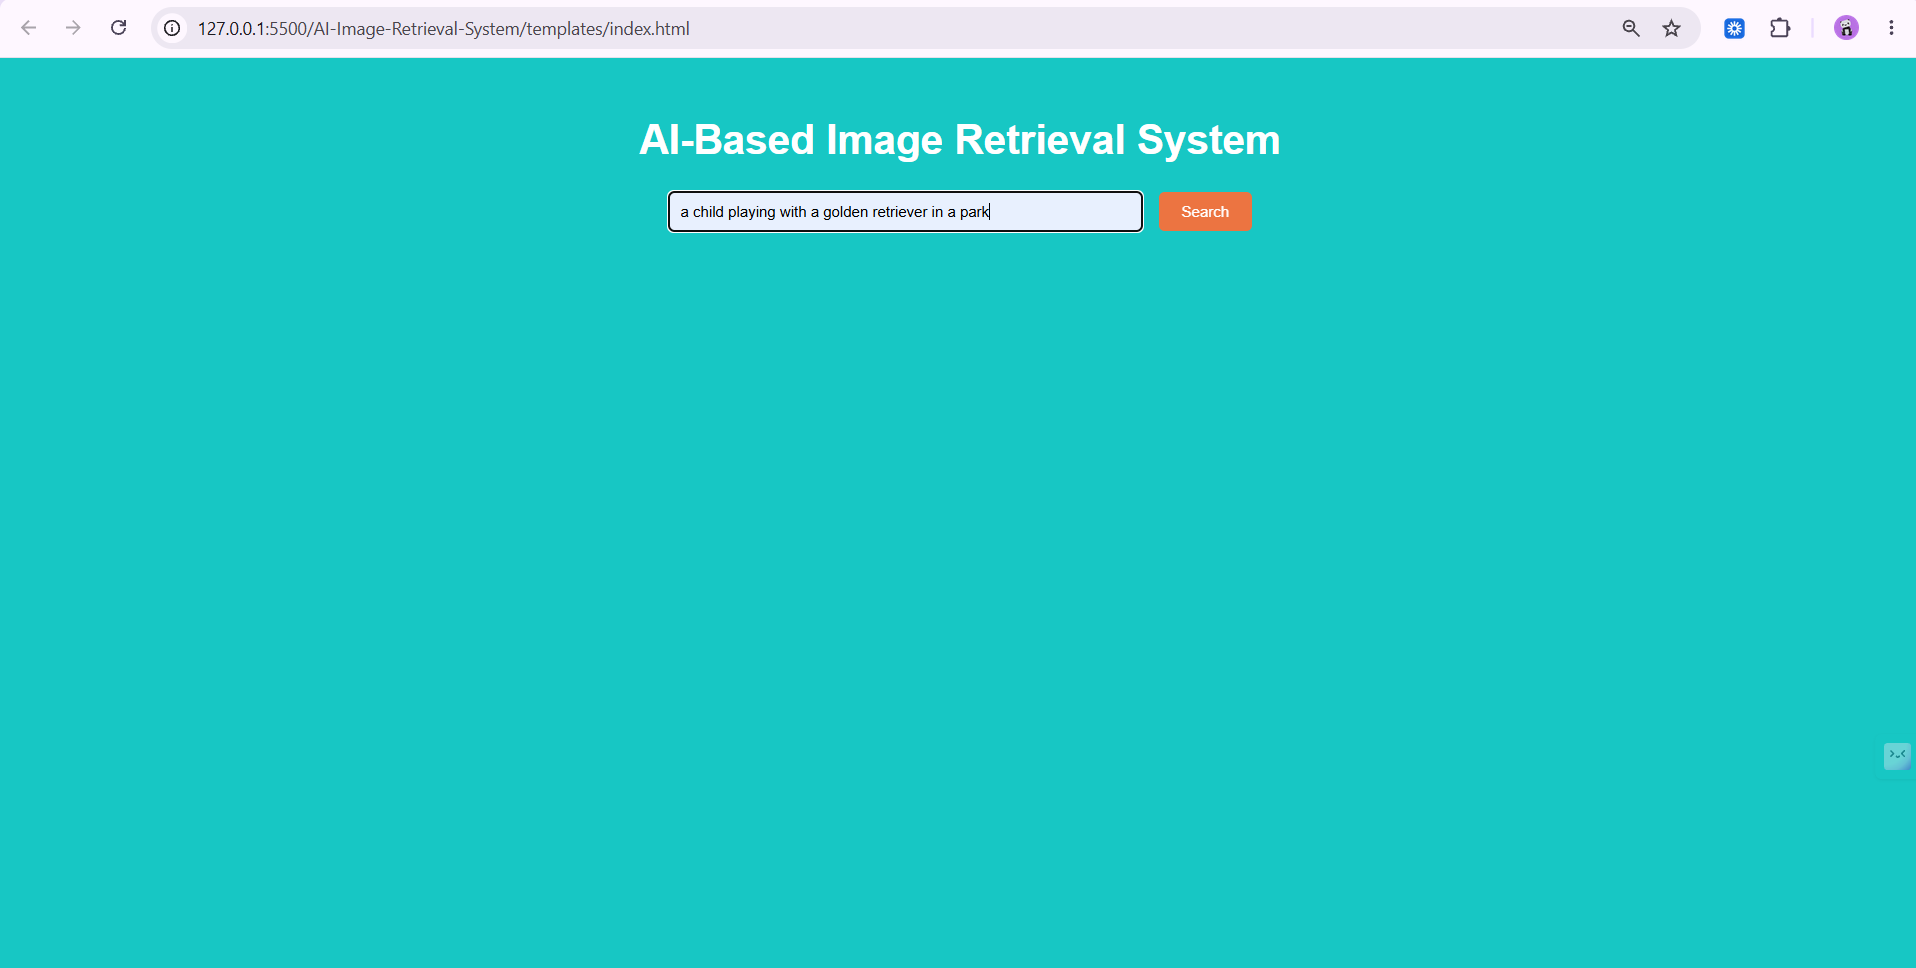 127.0.0.1:5500/AI-Image-Retrieval-System/templates/index.html
AI-Based Image Retrieval System
a child playing with a golden retriever in a park
Search